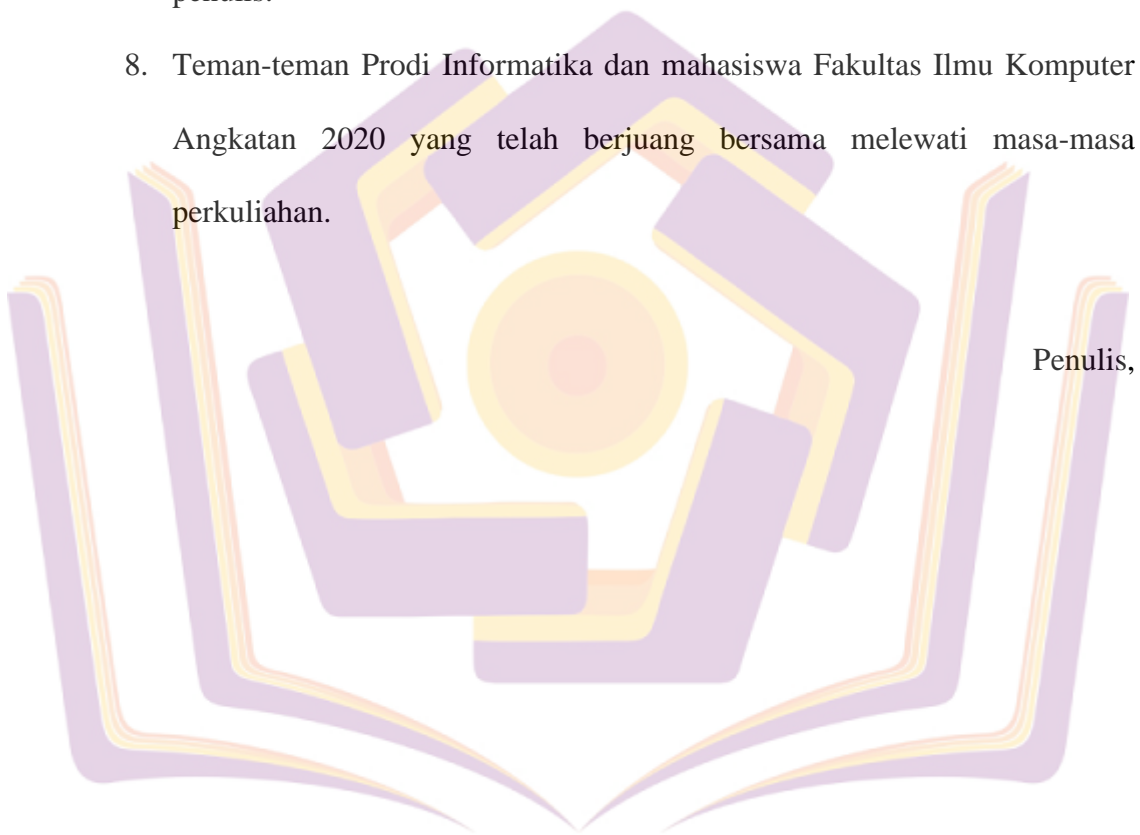 penulis.
8. Teman-teman Prodi Informatika dan mahasiswa Fakultas Ilmu Komputer
Angkatan 2020 yang telah berjuang bersama melewati masa-masa
perkuliahan.
Penulis,